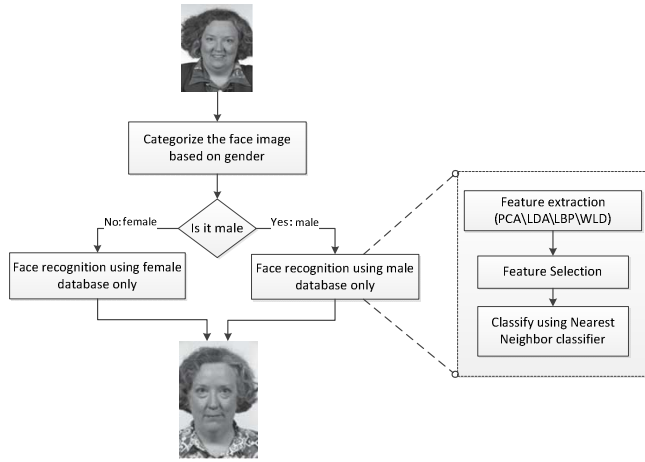 Categorize the face image
based on gender
Is it male
No:female
Yes: male
Face recognition using female
database only
Face recognition using male
database only
Feature extraction
(PCA\LDA\LBP\WLD)
Feature Selection
Classify using Nearest
Neighbor classifier